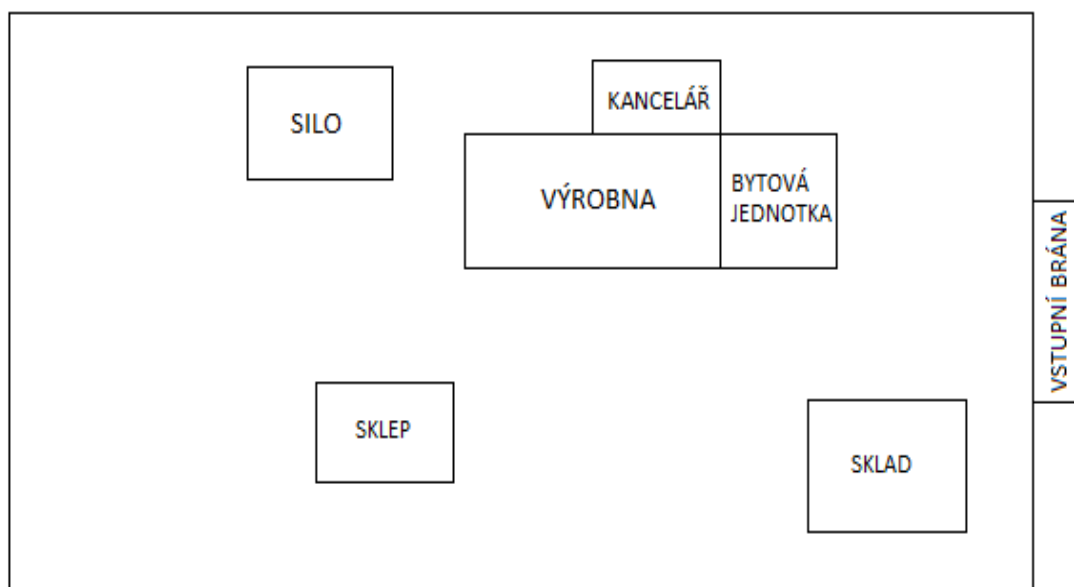 KANCELÁŘ
SILO
VÝROBNA
BYTOVÁ
JEDNOTKA
VSTUPNÍ BRÁNA
SKLEP
SKLAD